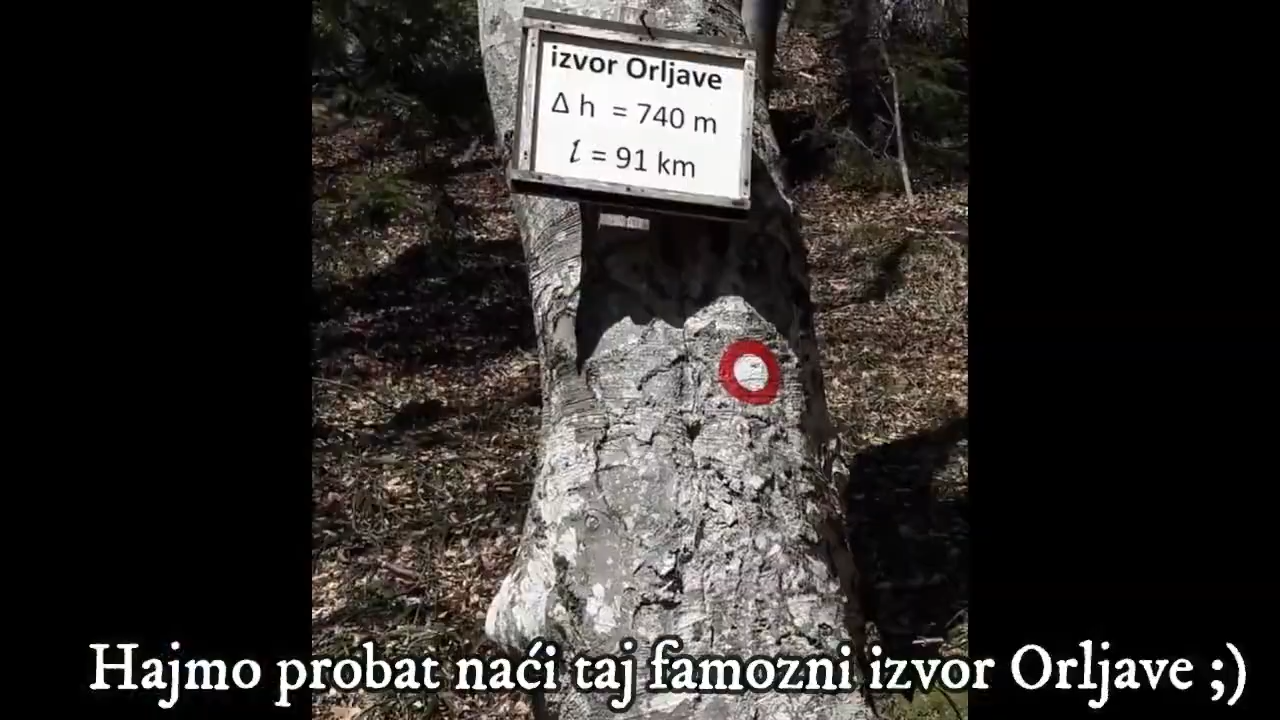 izvor Orljave
Δ h = 740 m
l = 91 km
Hajmo probat naći taj famozni izvor Orljave ;)